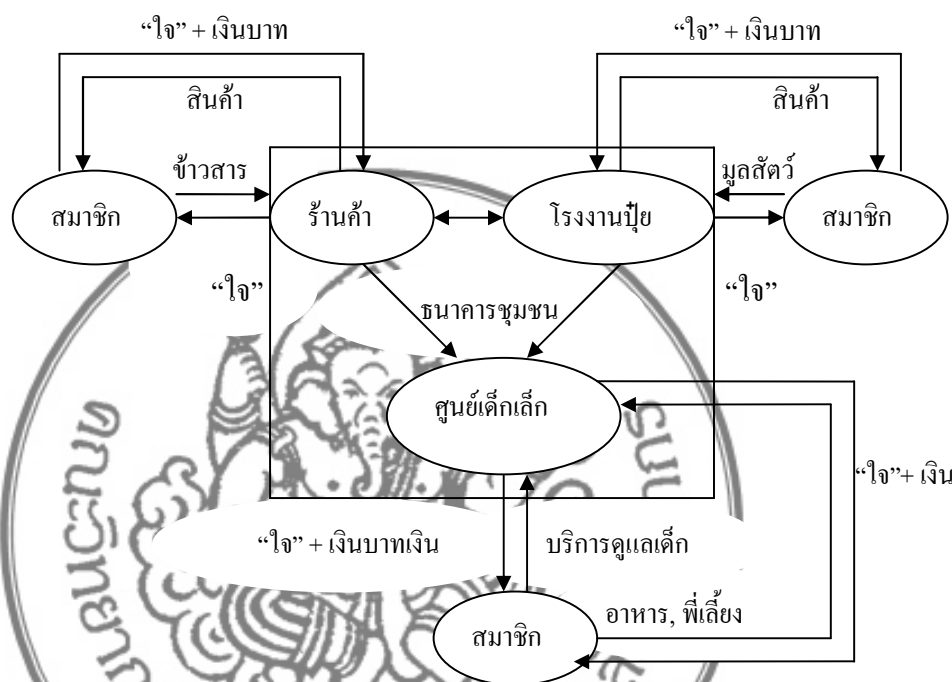 “ใจ” + เงินบาท
“ใจ” + เงินบาท
สินค้า
สินค้า
ข้าวสาร
มูลสัตว์
สมาชิก
ร้านค้า
โรงงานปุ๋ย
สมาชิก
“ใจ”
“ใจ”
ธนาคารชุมชน
ศูนย์เด็กเล็ก
“ใจ”+ เงิน
“ใจ” + เงินบาทเงิน
บริการดูแลเด็ก
อาหาร, พี่เลี้ยง
สมาชิก